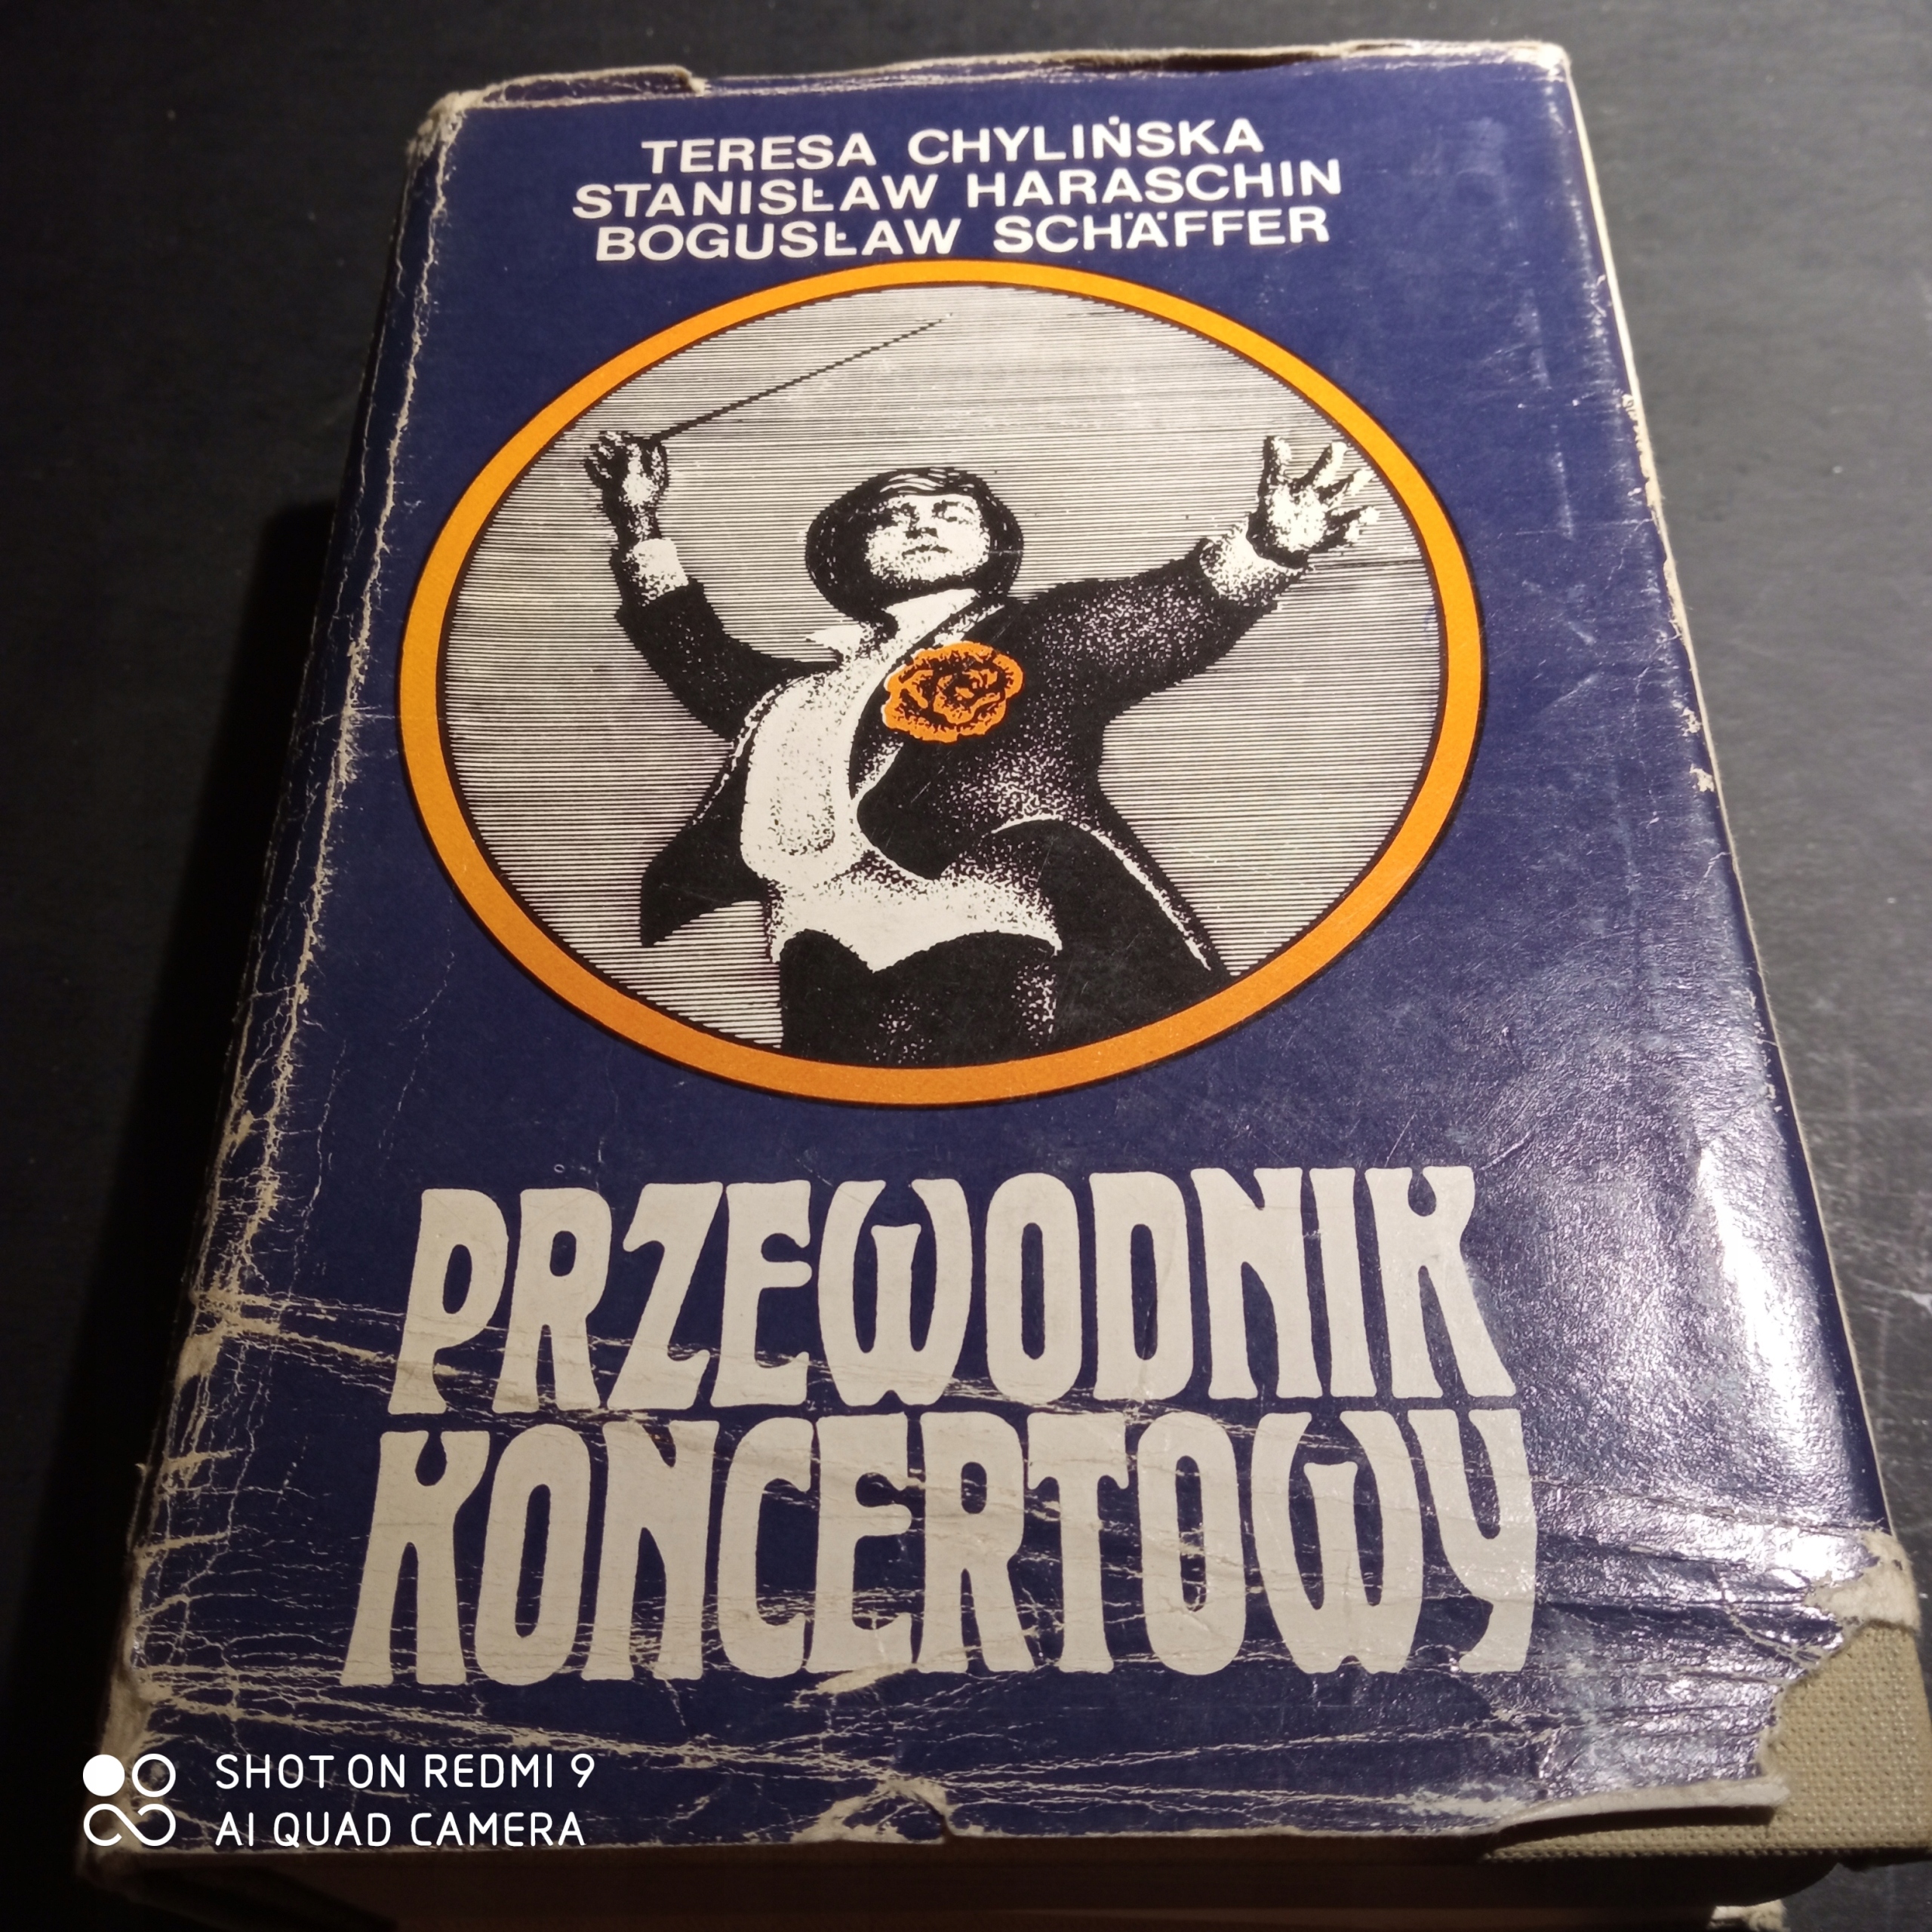 TERESA CHYLIŃSKA
STANISŁAW HARASCHIN
BOGUSŁAW SCHÄFFER
PRZEWODNIK
KONCERTOWY
SHOT ON REDMI 9
AI QUAD CAMERA